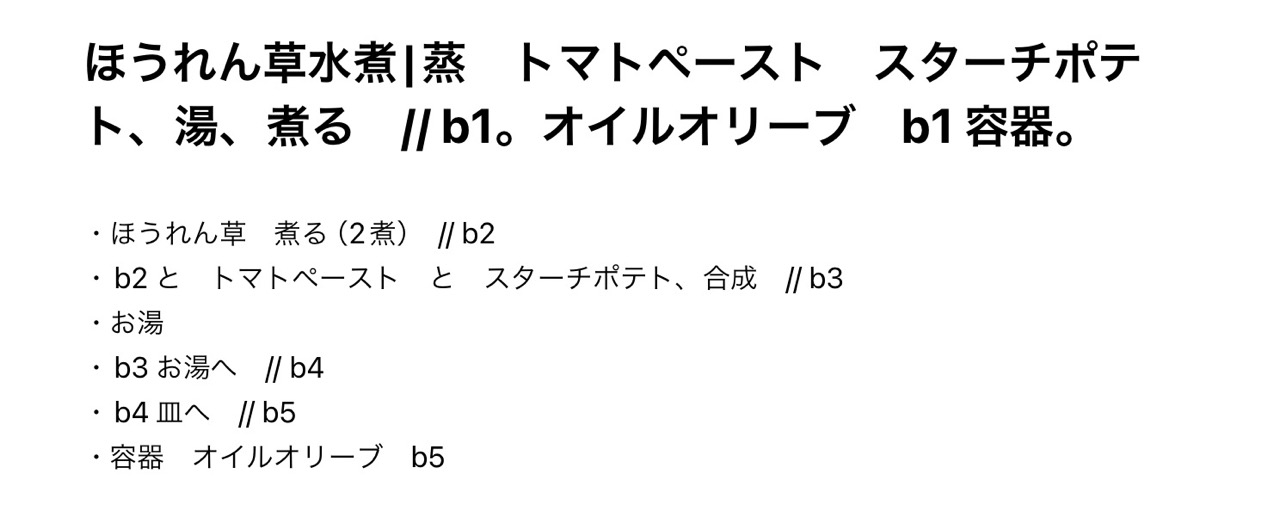 ほうれん草水煮|蒸　トマトペースト　スターチポテ
ト、湯、煮る　// b1。オイルオリーブ　b1 容器。
・ほうれん草　煮る（2煮）　// b2
・b2 と　トマトペースト　と　スターチポテト、合成　// b3
・お湯
・b3 お湯へ　// b4
・b4 皿へ　// b5
・容器　オイルオリーブ　b5